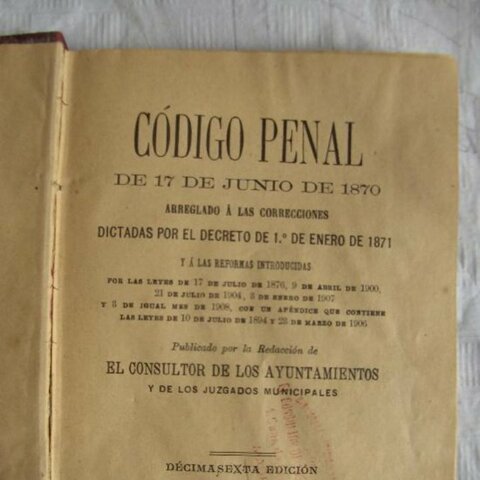 CÓDIGO PENAL
DE 17 DE JUNIO DE 1870
ARREGLADO Á LAS CORRECCIONES
DICTADAS POR EL DECRETO DE 1.º DE ENERO DE 1871
Y Á LAS REFORMAS INTRODUCIDAS
POR LAS LEYES DE 17 DE JULIO DE 1876, 9 DE ABRIL DE 1900,
21 DE JULIO DE 1904, 3 DE ENERO DE 1907
Y 3 DE IGUAL MES DE 1908, CON UN APÉNDICE QUE CONTIENE
LAS LEYES DE 10 DE JULIO DE 1894 Y 23 DE MARZO DE 1906
Publicado por la Redacción de
EL CONSULTOR DE LOS AYUNTAMIENTOS
Y DE LOS JUZGADOS MUNICIPALES
DÉCIMASEXTA EDICIÓN